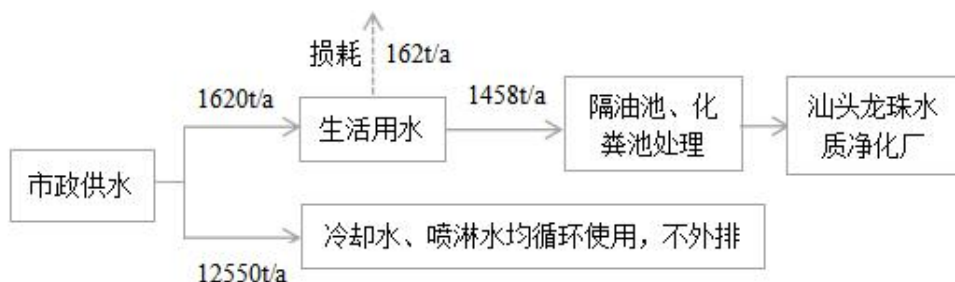 损耗 162t/a
1620t/a
1458t/a
生活用水
隔油池、化
粪池处理
汕头龙珠水
质净化厂
市政供水
冷却水、喷淋水均循环使用，不外排
12550t/a